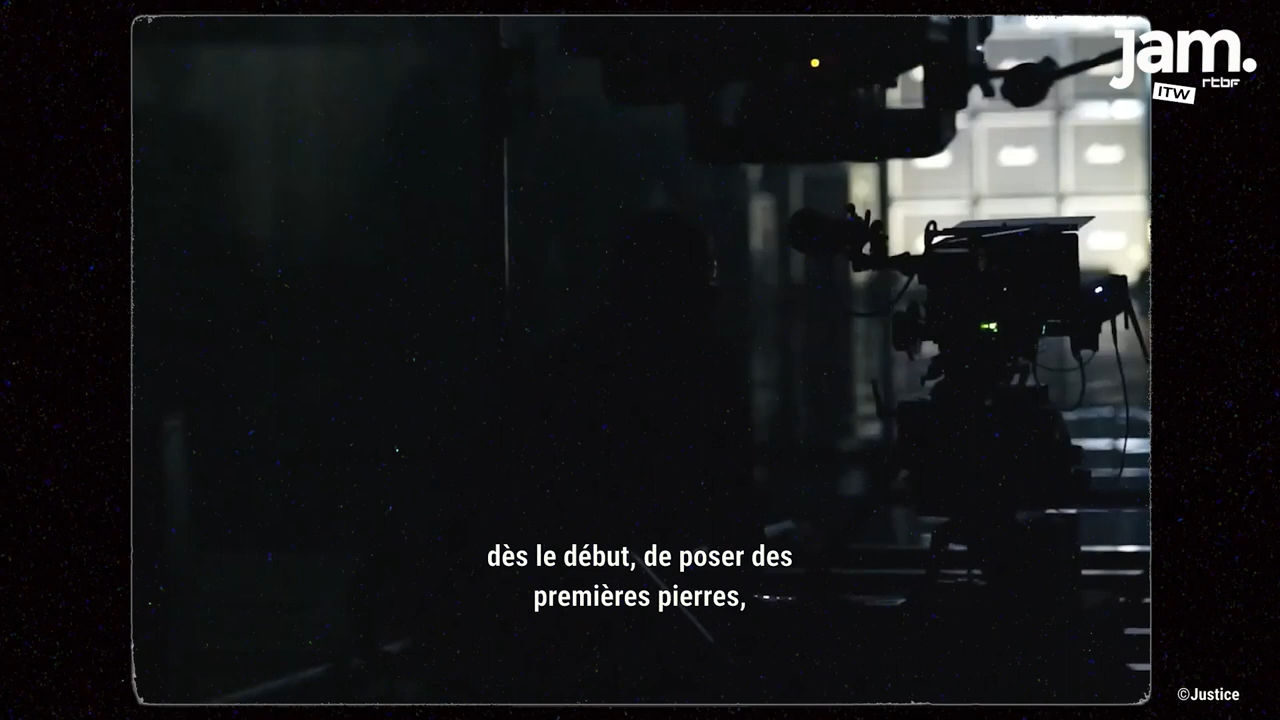 jam.
rtbf
ITW
dès le début, de poser des
premières pierres,
©Justice